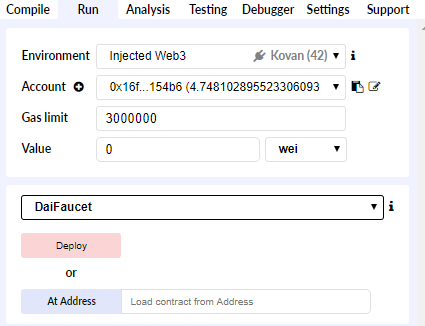 Compile Run Analysis Testing Debugger Settings Support
Environment Injected Web3 Kovan (42) i
Account 0x16f...154b6 (4.748102895523306093
Gas limit 3000000
Value 0 wei
DaiFaucet i
Deploy
or
At Address Load contract from Address